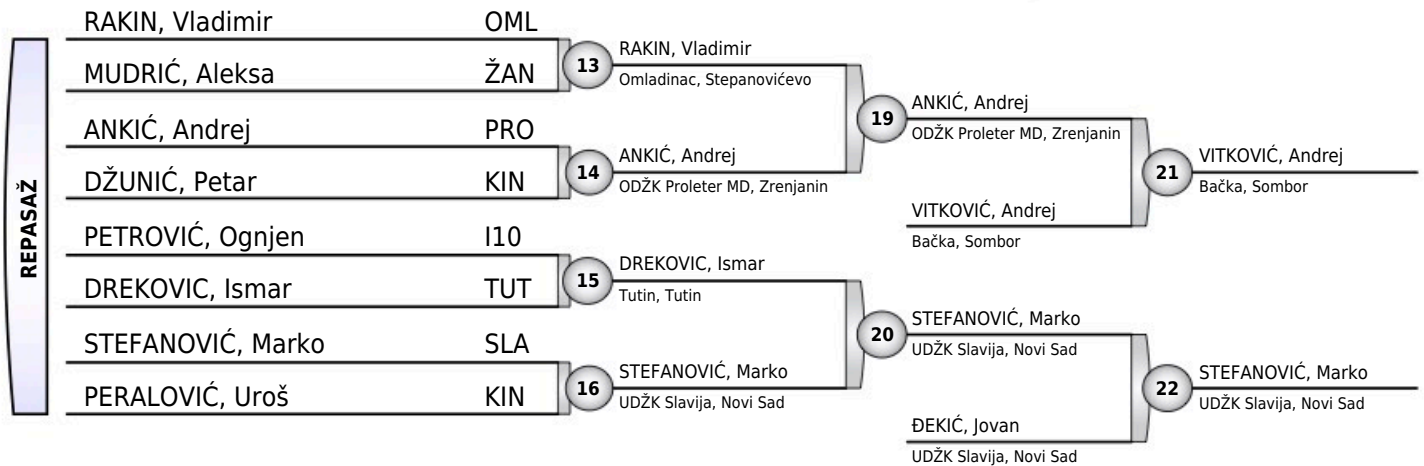 REPASAŽ
RAKIN, Vladimir OML
MUDRIĆ, Aleksa ŽAN
ANKIĆ, Andrej PRO
DŽUNIĆ, Petar KIN
PETROVIĆ, Ognjen I10
DREKOVIC, Ismar TUT
STEFANOVIĆ, Marko SLA
PERALOVIĆ, Uroš KIN
13
RAKIN, Vladimir
Omladinac, Stepanovićevo
14
ANKIĆ, Andrej
ODŽK Proleter MD, Zrenjanin
15
DREKOVIC, Ismar
Tutin, Tutin
16
STEFANOVIĆ, Marko
UDŽK Slavija, Novi Sad
19
ANKIĆ, Andrej
ODŽK Proleter MD, Zrenjanin
VITKOVIĆ, Andrej
Bačka, Sombor
20
STEFANOVIĆ, Marko
UDŽK Slavija, Novi Sad
ĐEKIĆ, Jovan
UDŽK Slavija, Novi Sad
21
VITKOVIĆ, Andrej
Bačka, Sombor
22
STEFANOVIĆ, Marko
UDŽK Slavija, Novi Sad